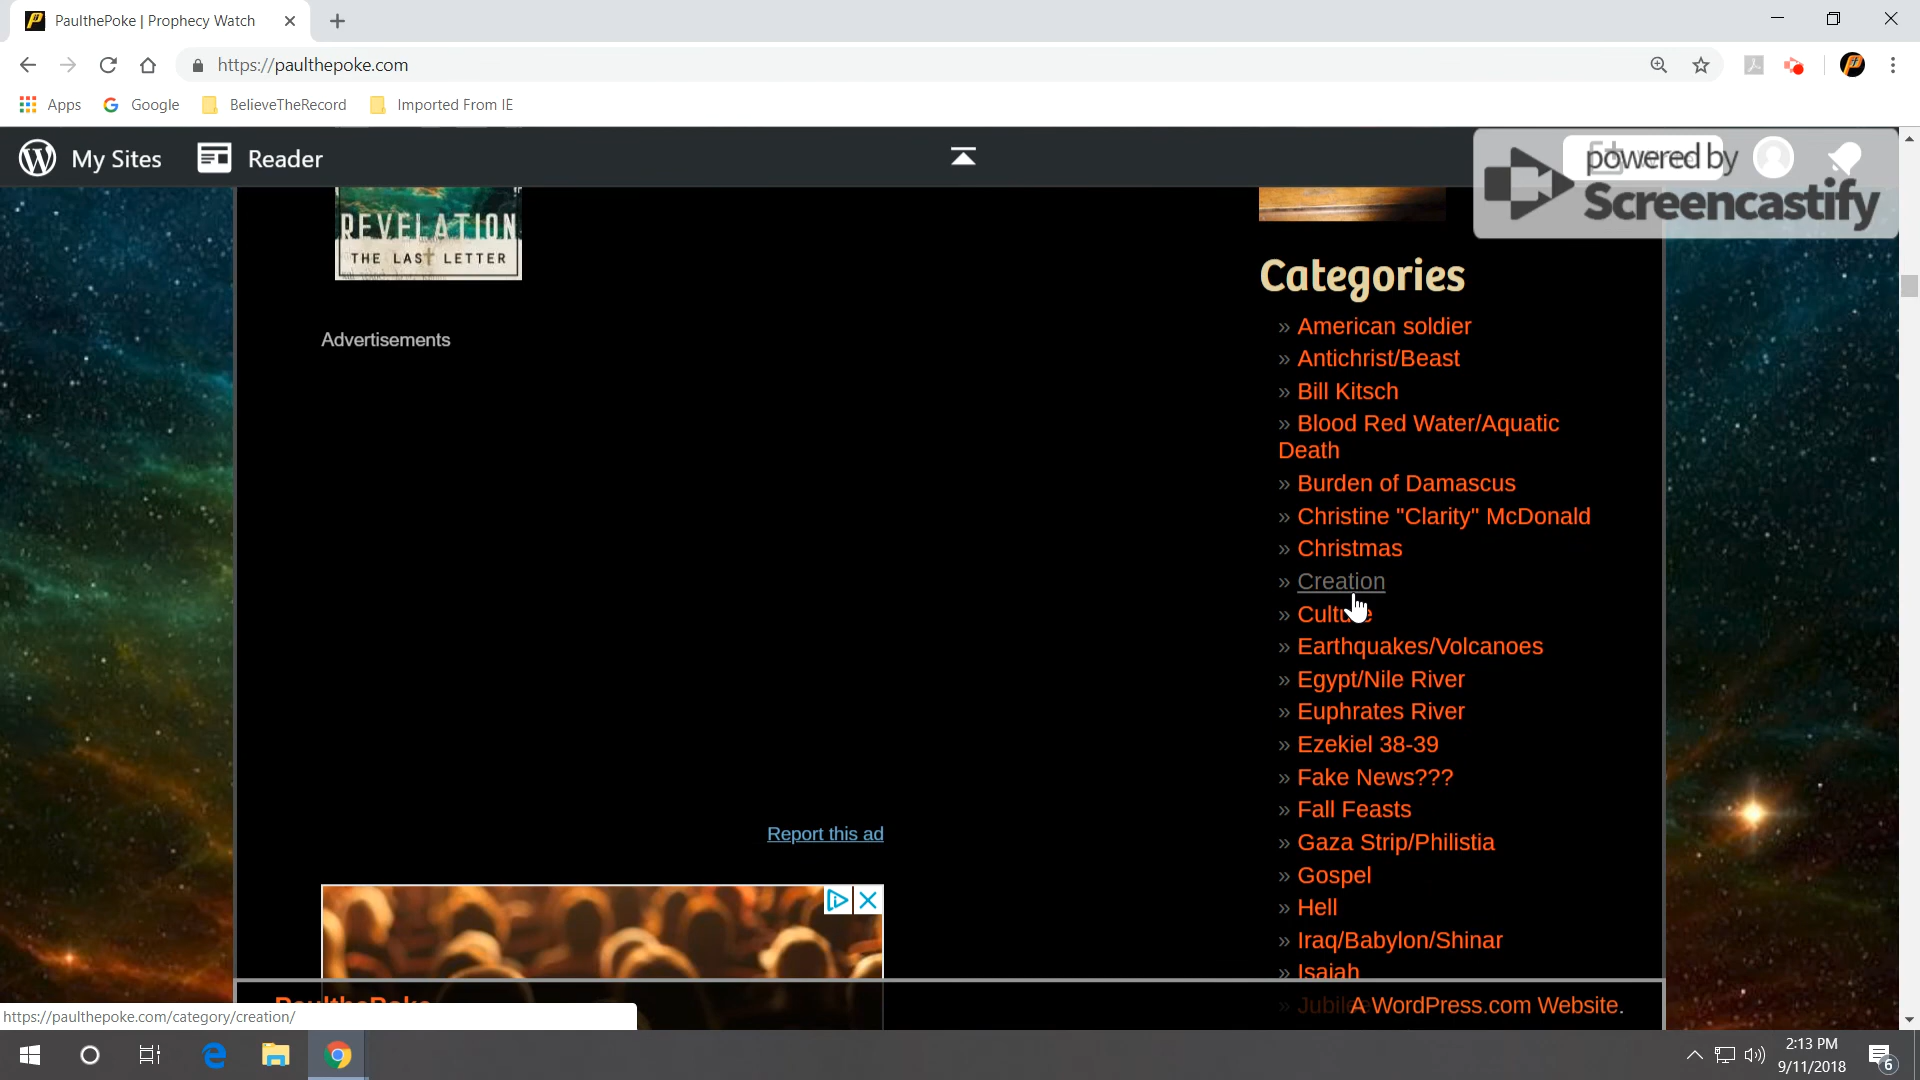 PaulthePoke | Prophecy Watch
https://paulthepoke.com
Apps Google BelieveTheRecord Imported From IE
My Sites Reader
powered by
Screencastify
REVELATION
THE LAST LETTER
Advertisements
Report this ad
Categories
» American soldier
» Antichrist/Beast
» Bill Kitsch
» Blood Red Water/Aquatic
Death
» Burden of Damascus
» Christine "Clarity" McDonald
» Christmas
» Creation
» Culture
» Earthquakes/Volcanoes
» Egypt/Nile River
» Euphrates River
» Ezekiel 38-39
» Fake News???
» Fall Feasts
» Gaza Strip/Philistia
» Gospel
» Hell
» Iraq/Babylon/Shinar
» Isaiah
» Jubilee
PaulthePoke
A WordPress.com Website.
https://paulthepoke.com/category/creation/
2:13 PM
9/11/2018
6